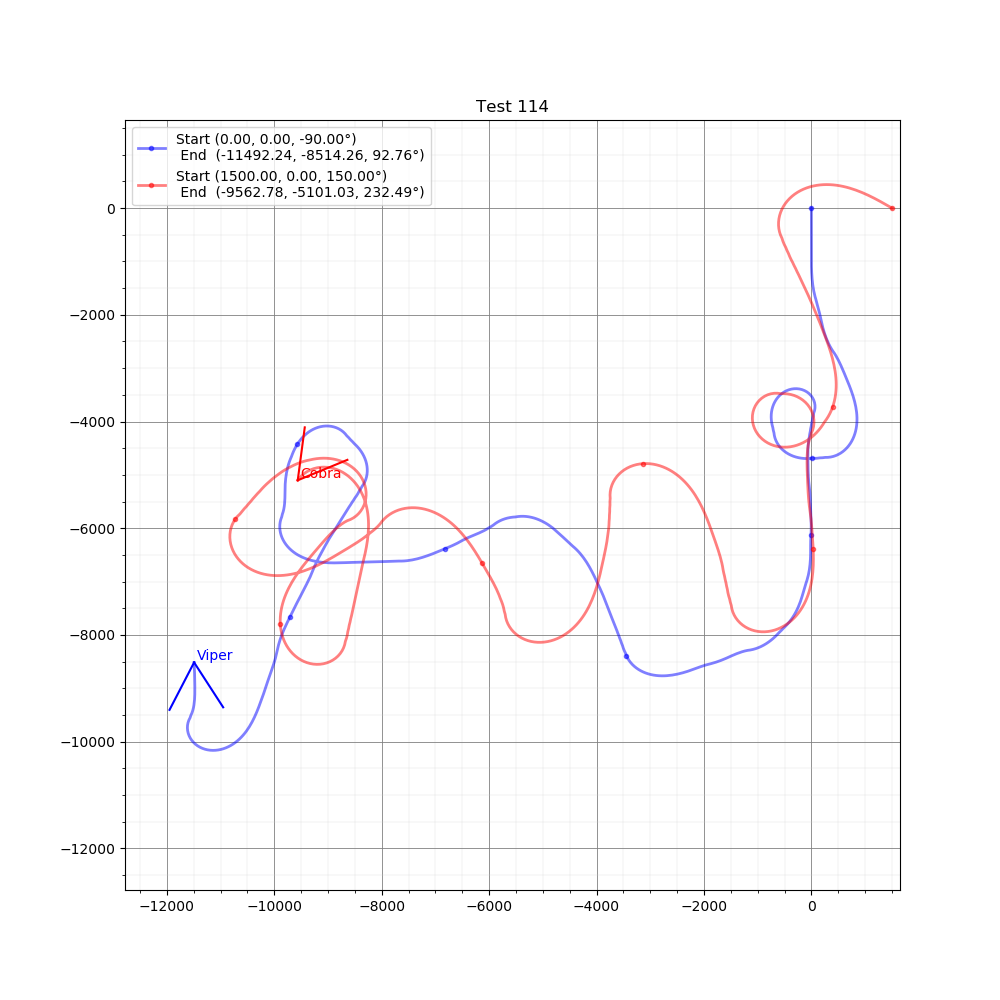 Test 114
Start (0.00, 0.00, -90.00°)
End  (-11492.24, -8514.26, 92.76°)
Start (1500.00, 0.00, 150.00°)
End  (-9562.78, -5101.03, 232.49°)
0
−2000
−4000
Cobra
−6000
−8000
Viper
−10000
−12000
−12000 −10000 −8000 −6000 −4000 −2000 0